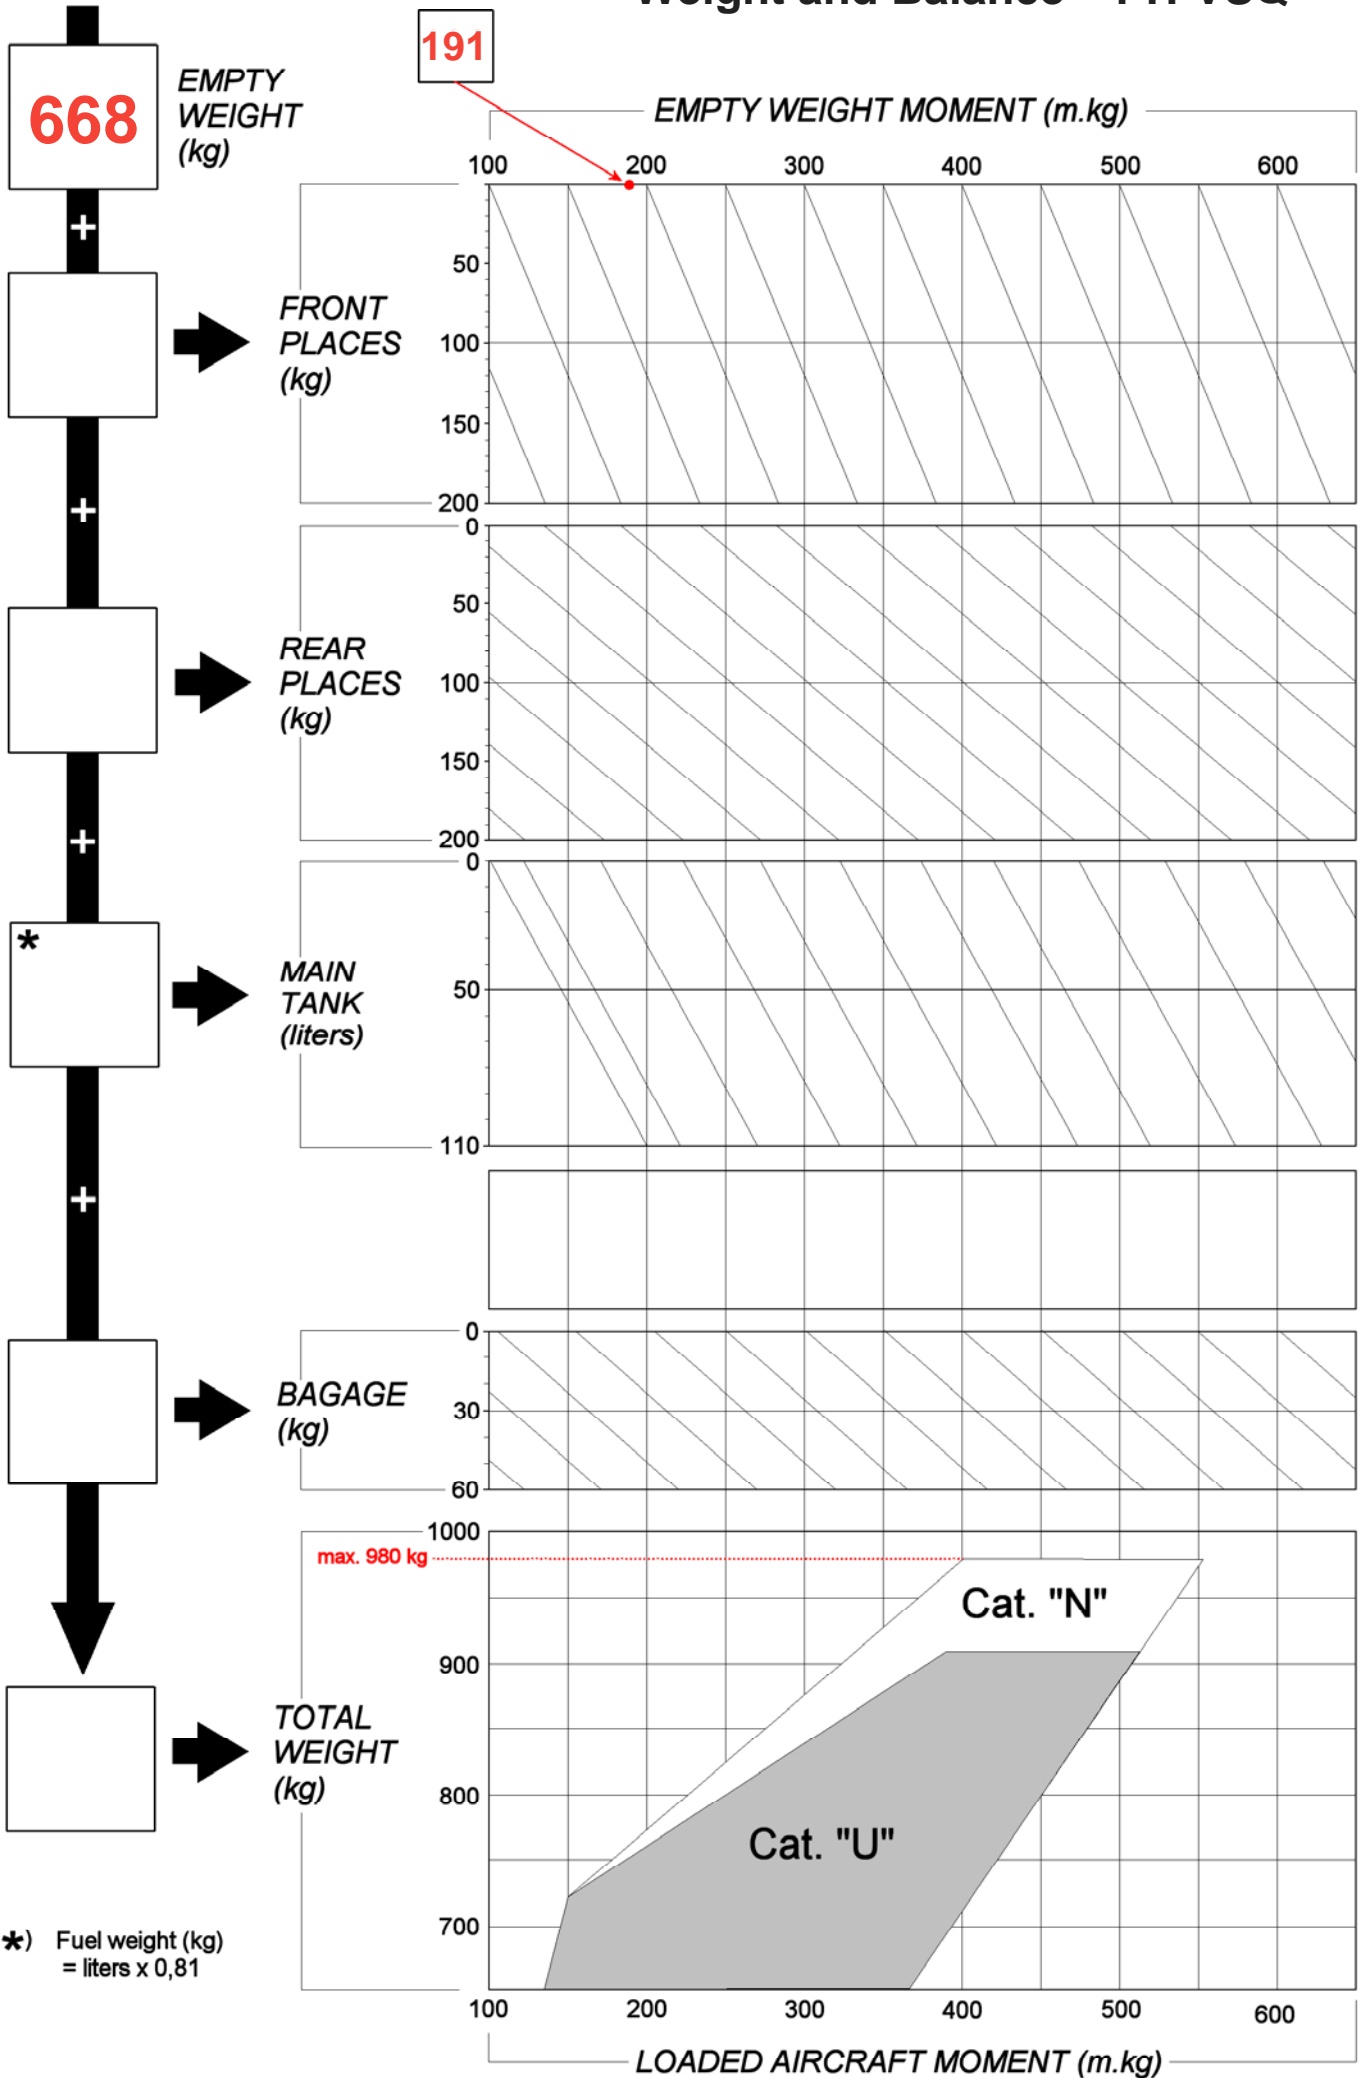 191
668
EMPTY
WEIGHT
(kg)
EMPTY WEIGHT MOMENT (m.kg)
100 200 300 400 500 600
+
50
100
150
200
FRONT
PLACES
(kg)
+
0
50
100
150
200
REAR
PLACES
(kg)
+
0
50
110
*
MAIN
TANK
(liters)
+
0
30
60
BAGAGE
(kg)
1000
max. 980 kg
900
800
700
Cat. "N"
Cat. "U"
TOTAL
WEIGHT
(kg)
*) Fuel weight (kg)
= liters x 0,81
100 200 300 400 500 600
LOADED AIRCRAFT MOMENT (m.kg)